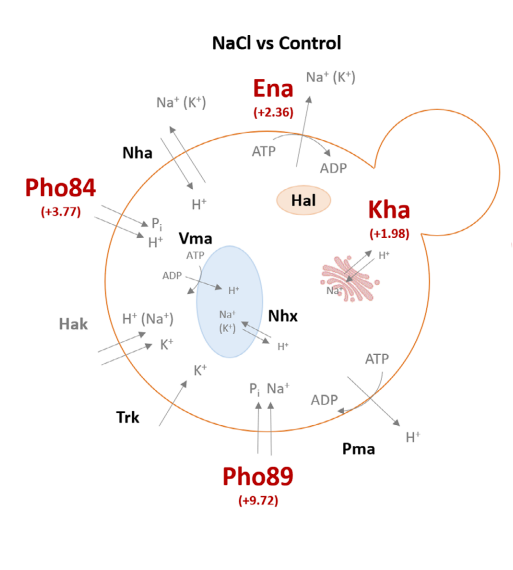 NaCl vs Control
Na⁺ (K⁺)
Ena
(+2.36)
Na⁺ (K⁺)
ATP
ADP
Nha
H⁺
Pho84
(+3.77)
Pᵢ
H⁺
Hal
Kha
(+1.98)
H⁺
Na⁺
Vma
ATP
ADP
H⁺
Na⁺
(K⁺)
Nhx
H⁺
Hak
H⁺ (Na⁺)
K⁺
K⁺
Trk
Pᵢ Na⁺
Pho89
(+9.72)
ATP
ADP
H⁺
Pma